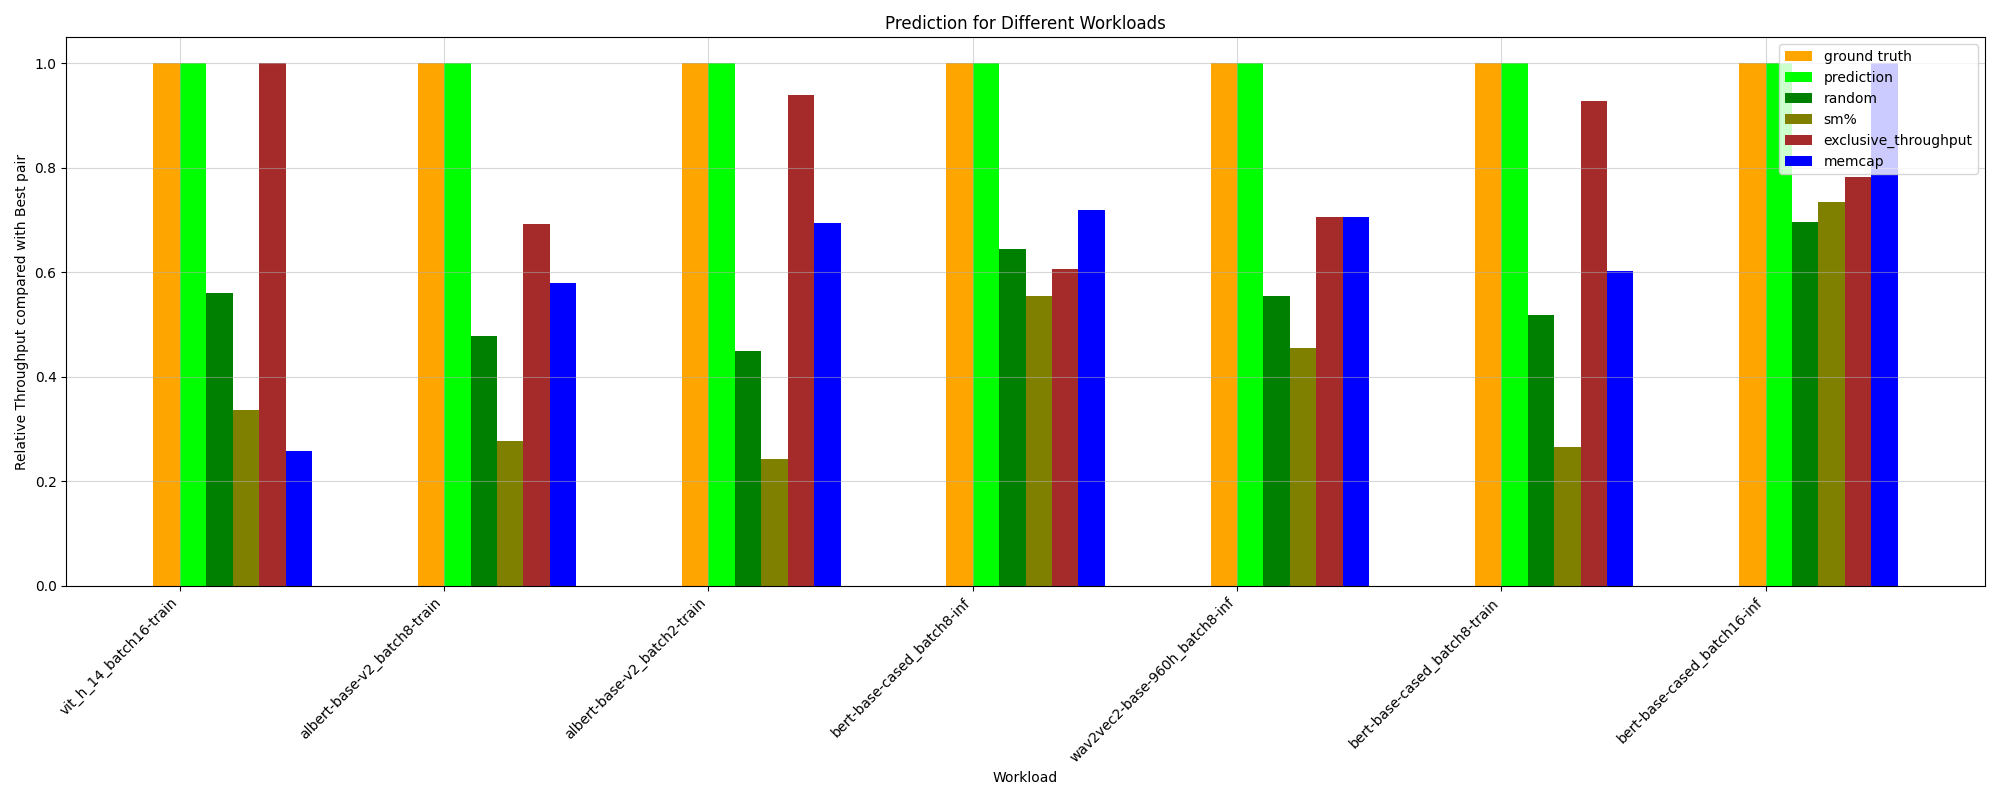 Prediction for Different Workloads
Relative Throughput compared with Best pair
1.0
0.8
0.6
0.4
0.2
0.0
ground truth
prediction
random
sm%
exclusive_throughput
memcap
vit_h_14_batch16-train
albert-base-v2_batch8-train
albert-base-v2_batch2-train
bert-base-cased_batch8-inf
wav2vec2-base-960h_batch8-inf
bert-base-cased_batch8-train
bert-base-cased_batch16-inf
Workload